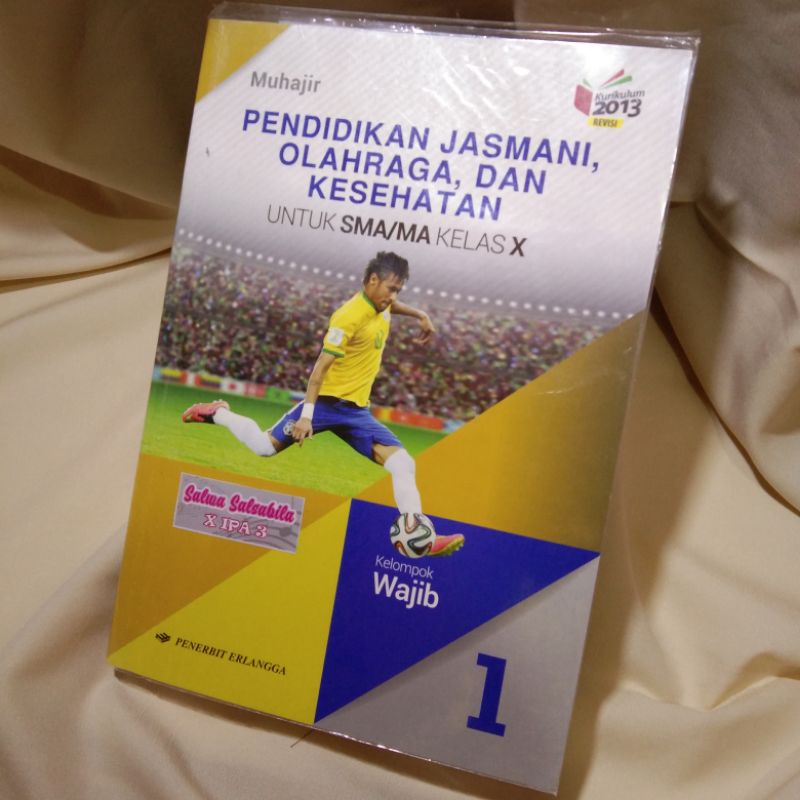 Muhajir
Kurikulum
2013
REVISI
PENDIDIKAN JASMANI,
OLAHRAGA, DAN
KESEHATAN
UNTUK SMA/MA KELAS X
Salwa Salsabila
X IPA 3
Kelompok
Wajib
PENERBIT ERLANGGA
1